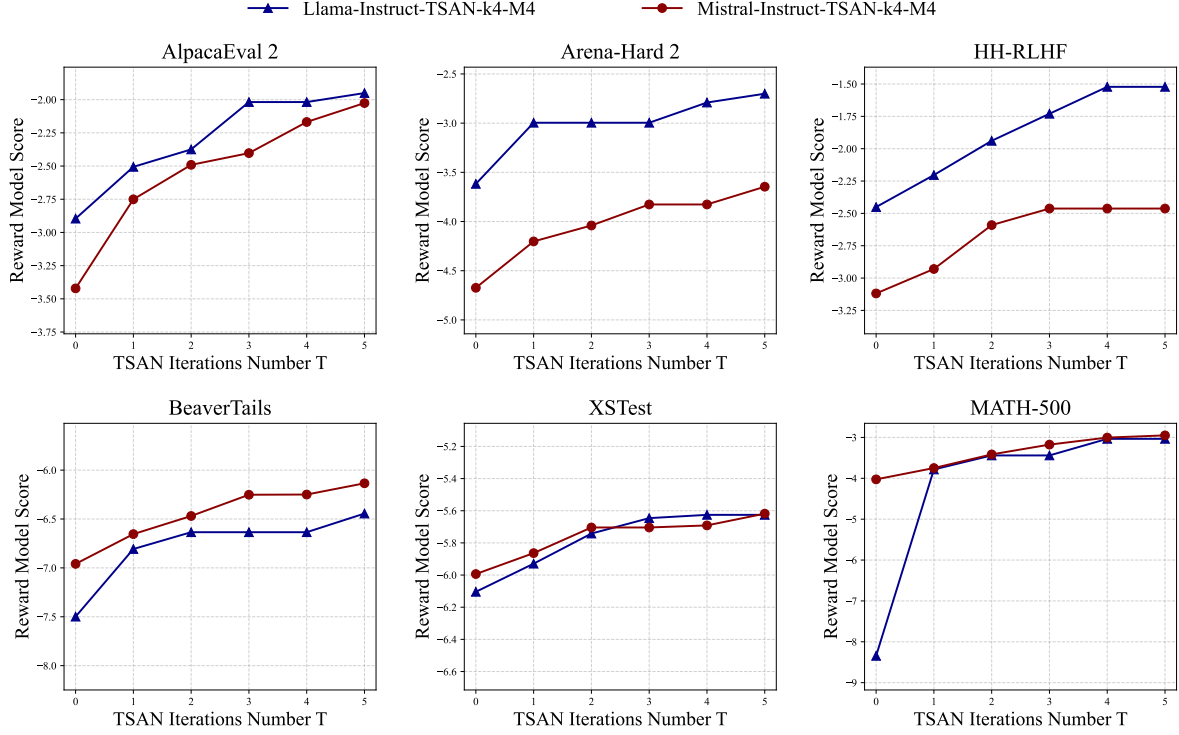 Llama-Instruct-TSAN-k4-M4 Mistral-Instruct-TSAN-k4-M4
AlpacaEval 2
Reward Model Score
−2.00
−2.25
−2.50
−2.75
−3.00
−3.25
−3.50
−3.75
0 1 2 3 4 5
TSAN Iterations Number T
Arena-Hard 2
Reward Model Score
−2.5
−3.0
−3.5
−4.0
−4.5
−5.0
0 1 2 3 4 5
TSAN Iterations Number T
HH-RLHF
Reward Model Score
−1.50
−1.75
−2.00
−2.25
−2.50
−2.75
−3.00
−3.25
0 1 2 3 4 5
TSAN Iterations Number T
BeaverTails
Reward Model Score
−6.0
−6.5
−7.0
−7.5
−8.0
0 1 2 3 4 5
TSAN Iterations Number T
XSTest
Reward Model Score
−5.2
−5.4
−5.6
−5.8
−6.0
−6.2
−6.4
−6.6
0 1 2 3 4 5
TSAN Iterations Number T
MATH-500
Reward Model Score
−3
−4
−5
−6
−7
−8
−9
0 1 2 3 4 5
TSAN Iterations Number T